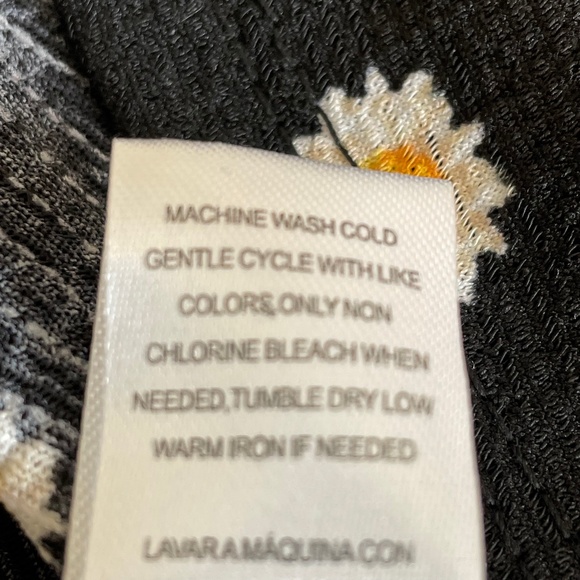 MACHINE WASH COLD
GENTLE CYCLE WITH LIKE
COLORS, ONLY NON
CHLORINE BLEACH WHEN
NEEDED, TUMBLE DRY LOW
WARM IRON IF NEEDED
LAVAR A MÁQUINA CON